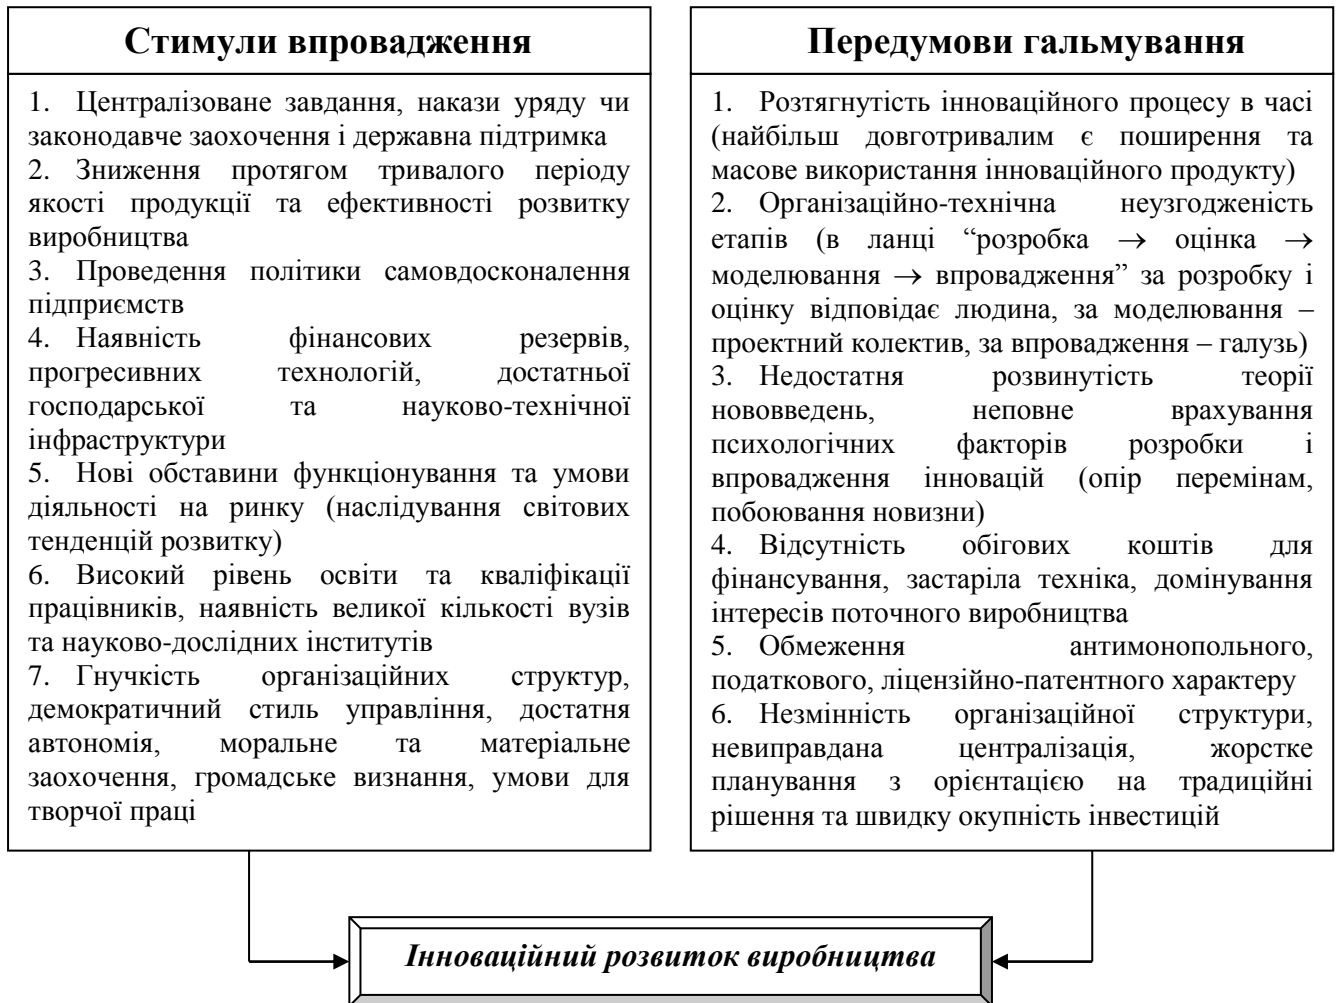 Стимули впровадження
1. Централізоване завдання, накази уряду чи
законодавче заохочення і державна підтримка
2. Зниження протягом тривалого періоду
якості продукції та ефективності розвитку
виробництва
3. Проведення політики самовдосконалення
підприємств
4. Наявність фінансових резервів,
прогресивних технологій, достатньої
господарської та науково-технічної
інфраструктури
5. Нові обставини функціонування та умови
діяльності на ринку (наслідування світових
тенденцій розвитку)
6. Високий рівень освіти та кваліфікації
працівників, наявність великої кількості вузів
та науково-дослідних інститутів
7. Гнучкість організаційних структур,
демократичний стиль управління, достатня
автономія, моральне та матеріальне
заохочення, громадське визнання, умови для
творчої праці
Передумови гальмування
1. Розтягнутість інноваційного процесу в часі
(найбільш довготривалим є поширення та
масове використання інноваційного продукту)
2. Організаційно-технічна неузгодженість
етапів (в ланці “розробка → оцінка →
моделювання → впровадження” за розробку і
оцінку відповідає людина, за моделювання –
проектний колектив, за впровадження – галузь)
3. Недостатня розвинутість теорії
нововведень, неповне врахування
психологічних факторів розробки і
впровадження інновацій (опір перемінам,
побоювання новизни)
4. Відсутність обігових коштів для
фінансування, застаріла техніка, домінування
інтересів поточного виробництва
5. Обмеження антимонопольного,
податкового, ліцензійно-патентного характеру
6. Незмінність організаційної структури,
невиправдана централізація, жорстке
планування з орієнтацією на традиційні
рішення та швидку окупність інвестицій
Інноваційний розвиток виробництва